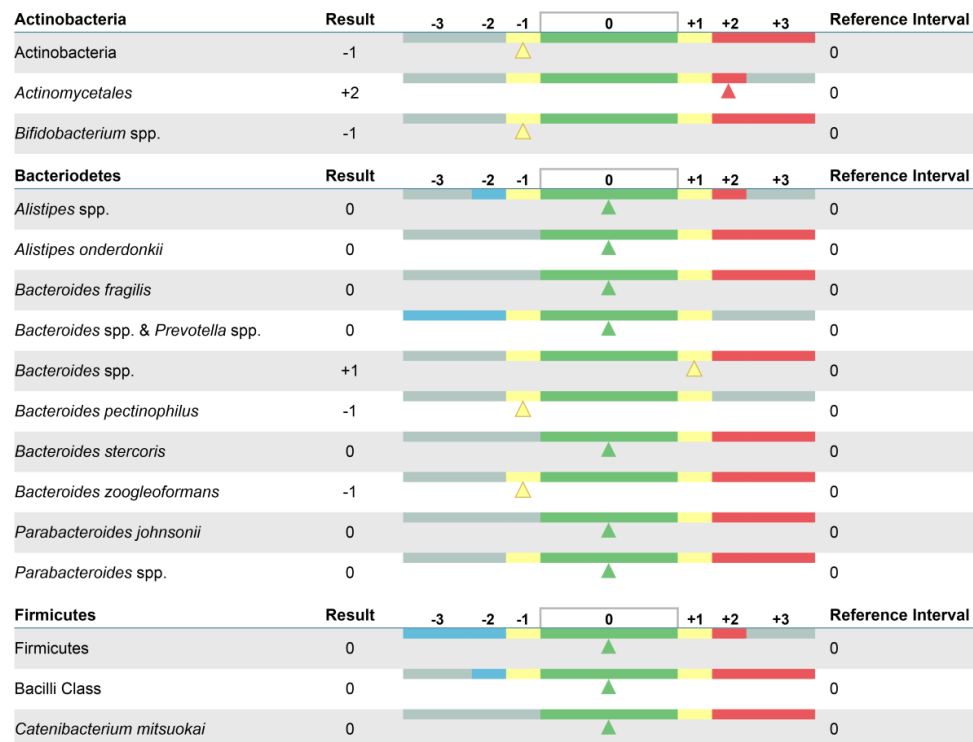 Actinobacteria Result -3 -2 -1 0 +1 +2 +3 Reference Interval
Actinobacteria -1 0
Actinomycetales +2 0
Bifidobacterium spp. -1 0
Bacteriodetes Result -3 -2 -1 0 +1 +2 +3 Reference Interval
Alistipes spp. 0 0
Alistipes onderdonkii 0 0
Bacteroides fragilis 0 0
Bacteroides spp. & Prevotella spp. 0 0
Bacteroides spp. +1 0
Bacteroides pectinophilus -1 0
Bacteroides stercoris 0 0
Bacteroides zoogleoformans -1 0
Parabacteroides johnsonii 0 0
Parabacteroides spp. 0 0
Firmicutes Result -3 -2 -1 0 +1 +2 +3 Reference Interval
Firmicutes 0 0
Bacilli Class 0 0
Catenibacterium mitsuokai 0 0